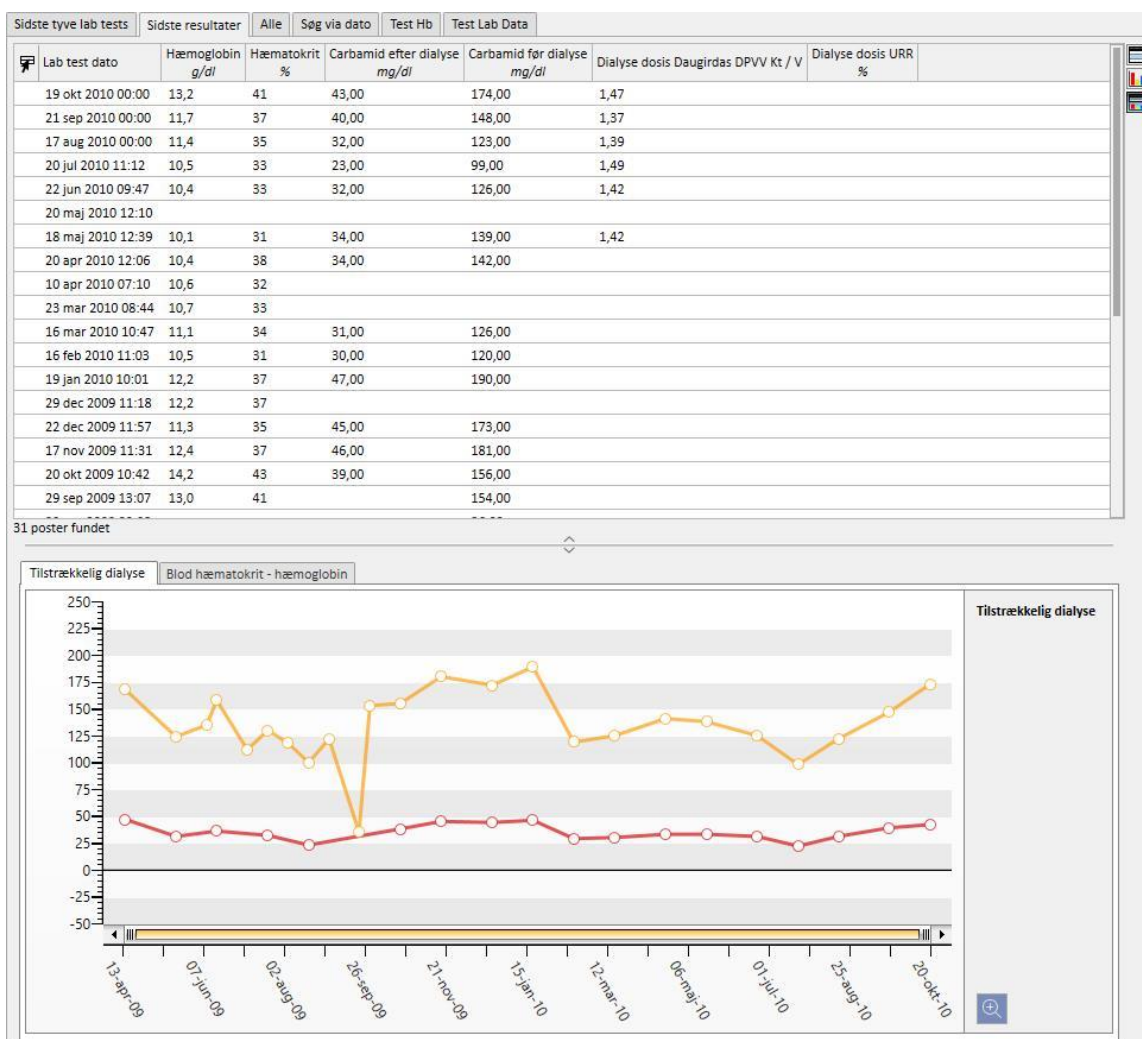 Sidste tyve lab tests Sidste resultater Alle Søg via dato Test Hb Test Lab Data
Lab test dato Hæmoglobin g/dl Hæmatokrit % Carbamid efter dialyse mg/dl Carbamid før dialyse mg/dl Dialyse dosis Daugirdas DPVV Kt / V Dialyse dosis URR %
19 okt 2010 00:00 13,2 41 43,00 174,00 1,47
21 sep 2010 00:00 11,7 37 40,00 148,00 1,37
17 aug 2010 00:00 11,4 35 32,00 123,00 1,39
20 jul 2010 11:12 10,5 33 23,00 99,00 1,49
22 jun 2010 09:47 10,4 33 32,00 126,00 1,42
20 maj 2010 12:10
18 maj 2010 12:39 10,1 31 34,00 139,00 1,42
20 apr 2010 12:06 10,4 38 34,00 142,00
10 apr 2010 07:10 10,6 32
23 mar 2010 08:44 10,7 33
16 mar 2010 10:47 11,1 34 31,00 126,00
16 feb 2010 11:03 10,5 31 30,00 120,00
19 jan 2010 10:01 12,2 37 47,00 190,00
29 dec 2009 11:18 12,2 37
22 dec 2009 11:57 11,3 35 45,00 173,00
17 nov 2009 11:31 12,4 37 46,00 181,00
20 okt 2009 10:42 14,2 43 39,00 156,00
29 sep 2009 13:07 13,0 41 154,00
31 poster fundet
Tilstrækkelig dialyse Blod hæmatokrit - hæmoglobin
Tilstrækkelig dialyse
250
225
200
175
150
125
100
75
50
25
0
-25
-50
13-apr-09 07-jun-09 02-aug-09 26-sep-09 21-nov-09 15-jan-10 12-mar-10 06-maj-10 01-jul-10 25-aug-10 20-okt-10